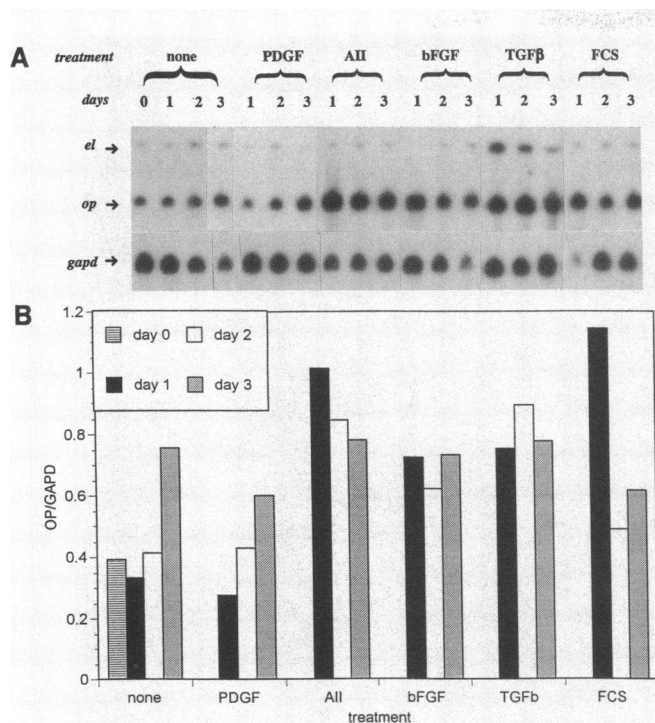 A treatment none PDGF AII bFGF TGFβ FCS
days 0 1 2 3 1 2 3 1 2 3 1 2 3 1 2 3 1 2 3
el →
op →
gapd →
B 1.2
day 0 day 2
day 1 day 3
1
0.8
0.6
0.4
0.2
0
OP/GAPD
none PDGF AII bFGF TGFb FCS
treatment